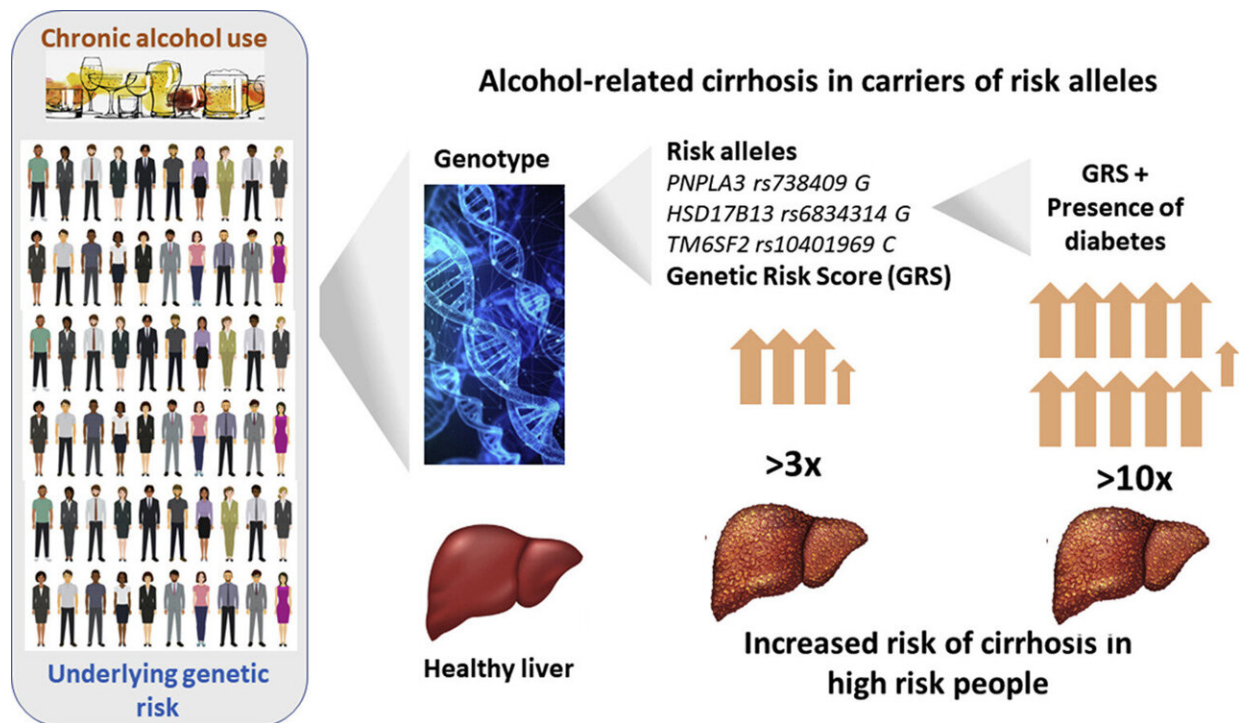 Chronic alcohol use
Underlying genetic
risk
Alcohol-related cirrhosis in carriers of risk alleles
Genotype
Risk alleles
PNPLA3 rs738409 G
HSD17B13 rs6834314 G
TM6SF2 rs10401969 C
Genetic Risk Score (GRS)
GRS +
Presence of
diabetes
>3x
>10x
Healthy liver
Increased risk of cirrhosis in
high risk people